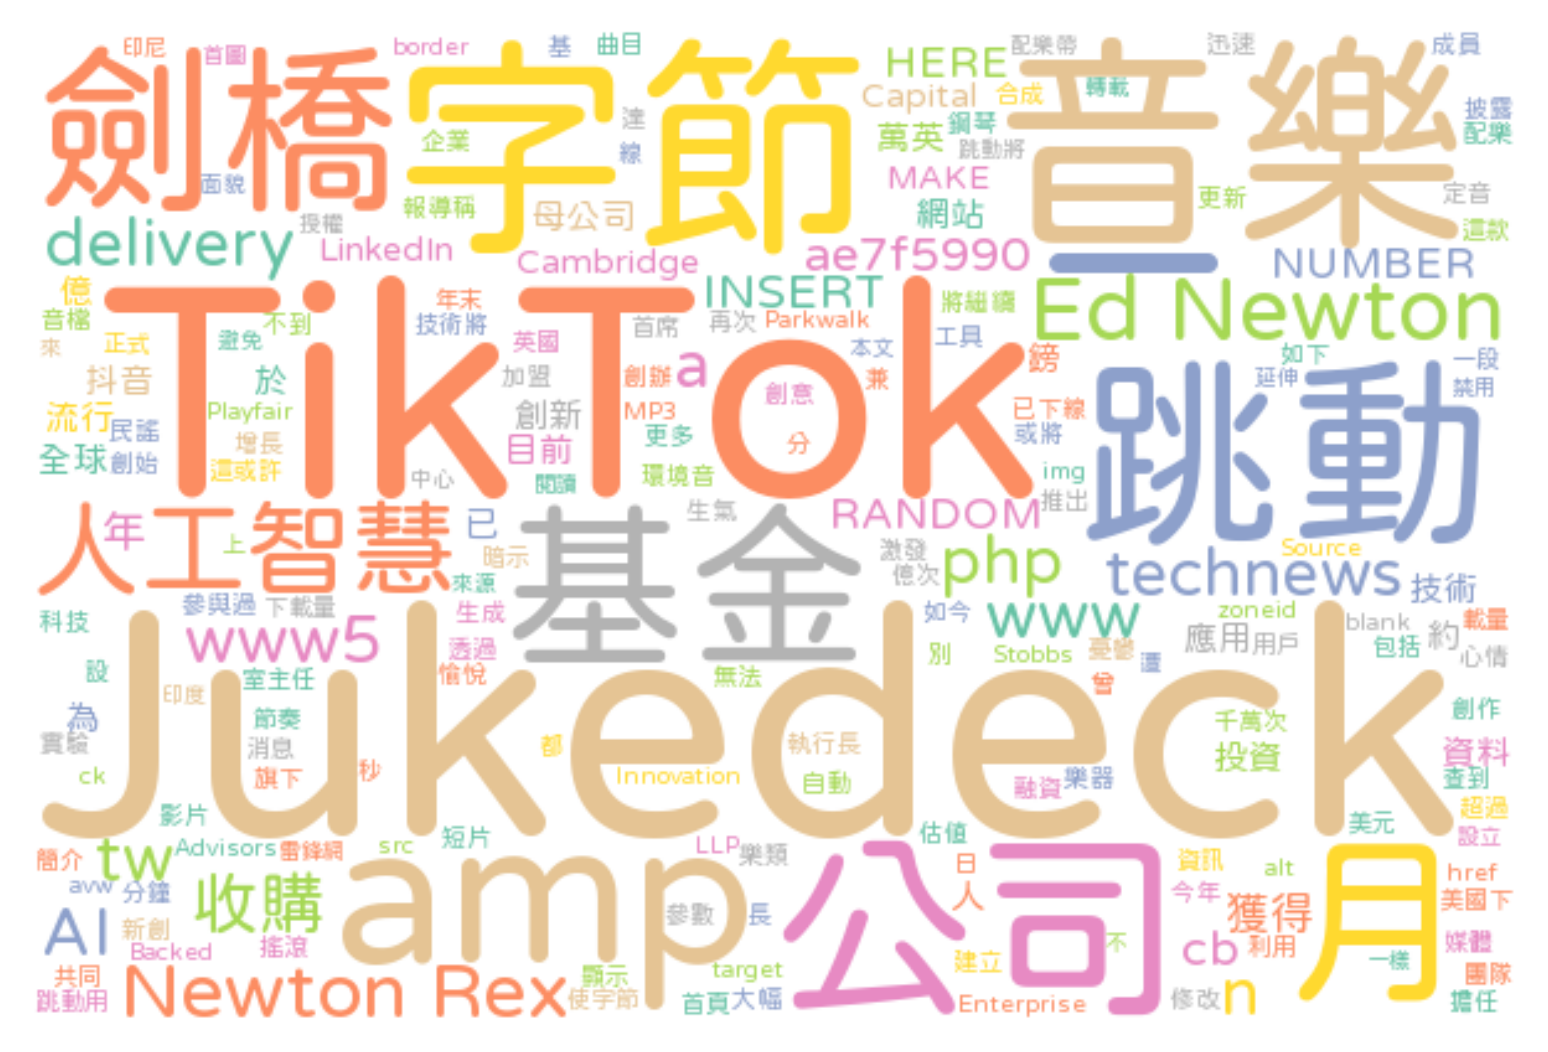 印尼
首圖
border
基
曲目
HERE
配樂帶
迅速
成員
劍橋
字節
音樂
Capital
合成
轉載
披露
企業
達
萬英
鋼琴
配樂
線
跳動將
面貌
MAKE
更新
定音
報導稱
母公司
網站
授權
這款
delivery
LinkedIn
Cambridge
ae7f5990
NUMBER
億
年末
INSERT
將繼續
Ed Newton
音檔
不到
技術將
首席
再次
Parkwalk
工具
來
正式
避免
英國
本文
如下
一段
TikTok
鎊
抖音
於
加盟
創辦
a
創意
兼
延伸
禁用
跳動
流行
Playfair
創新
MP3
已下線
民謠
增長
目前
更多
分
或將
全球
創始
這或許
中心
閱讀
環境音
img
推出
人工智慧
年
上
已
基金
生氣
RANDOM
激發
Source
暗示
億次
php
technews
技術
來源
科技
參與過
下載量
生成
如今
www
zoneid
blank
載量
www5
透過
別
Stobbs
憂鬱
應用
用戶
約
包括
心情
設
室主任
愉悅
無法
曾
遭
印度
Jukedeck
為
節奏
千萬次
創作
實驗
消息
都
執行長
投資
資料
ck
旗下
秒
Innovation
自動
融資
樂器
查到
影片
短片
估值
美元
超過
設立
簡介
tw
Advisors
雷鋒網
src
LLP
樂類
公司
日
資訊
alt
月
href
avw
分鐘
收購
amp
人
今年
獲得
美國下
AI
新創
參數
長
Backed
搖滾
不
cb
利用
媒體
建立
一樣
共同
Newton Rex
顯示
target
團隊
跳動用
使字節
首頁
大幅
Enterprise
修改
n
擔任